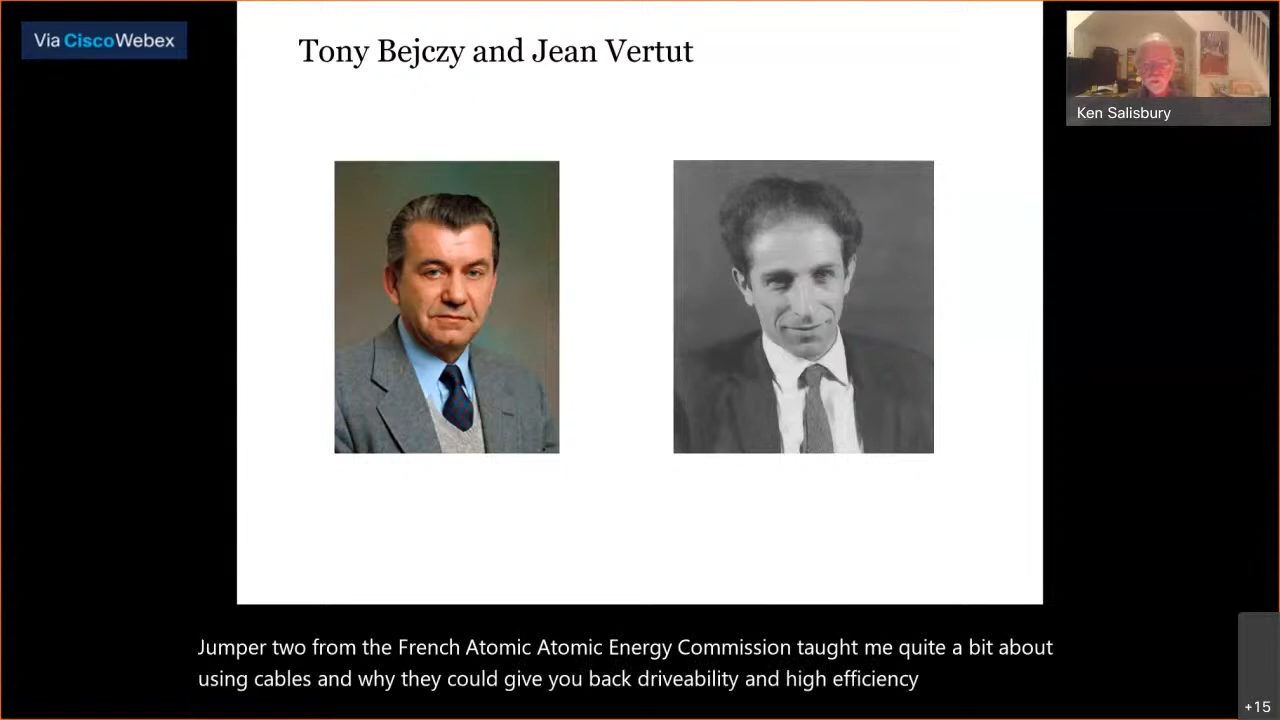 Via CiscoWebex
Tony Bejczy and Jean Vertut
Ken Salisbury
Jumper two from the French Atomic Atomic Energy Commission taught me quite a bit about
using cables and why they could give you back driveability and high efficiency
+15